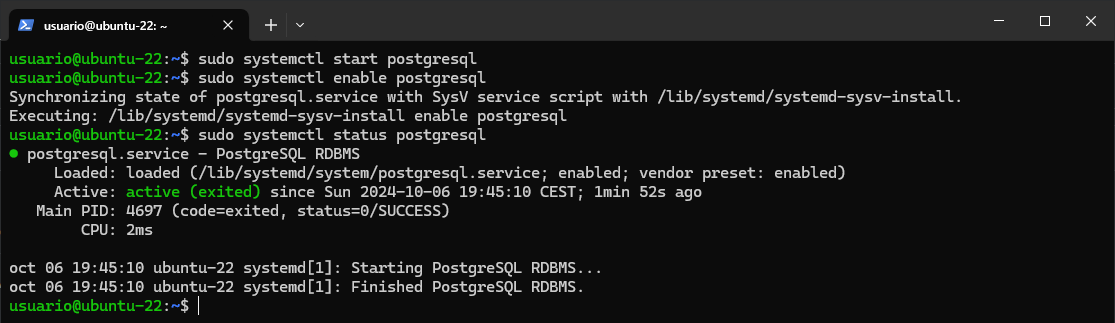 usuario@ubuntu-22: ~
usuario@ubuntu-22:~$ sudo systemctl start postgresql
usuario@ubuntu-22:~$ sudo systemctl enable postgresql
Synchronizing state of postgresql.service with SysV service script with /lib/systemd/systemd-sysv-install.
Executing: /lib/systemd/systemd-sysv-install enable postgresql
usuario@ubuntu-22:~$ sudo systemctl status postgresql
● postgresql.service - PostgreSQL RDBMS
     Loaded: loaded (/lib/systemd/system/postgresql.service; enabled; vendor preset: enabled)
     Active: active (exited) since Sun 2024-10-06 19:45:10 CEST; 1min 52s ago
   Main PID: 4697 (code=exited, status=0/SUCCESS)
        CPU: 2ms
oct 06 19:45:10 ubuntu-22 systemd[1]: Starting PostgreSQL RDBMS...
oct 06 19:45:10 ubuntu-22 systemd[1]: Finished PostgreSQL RDBMS.
usuario@ubuntu-22:~$